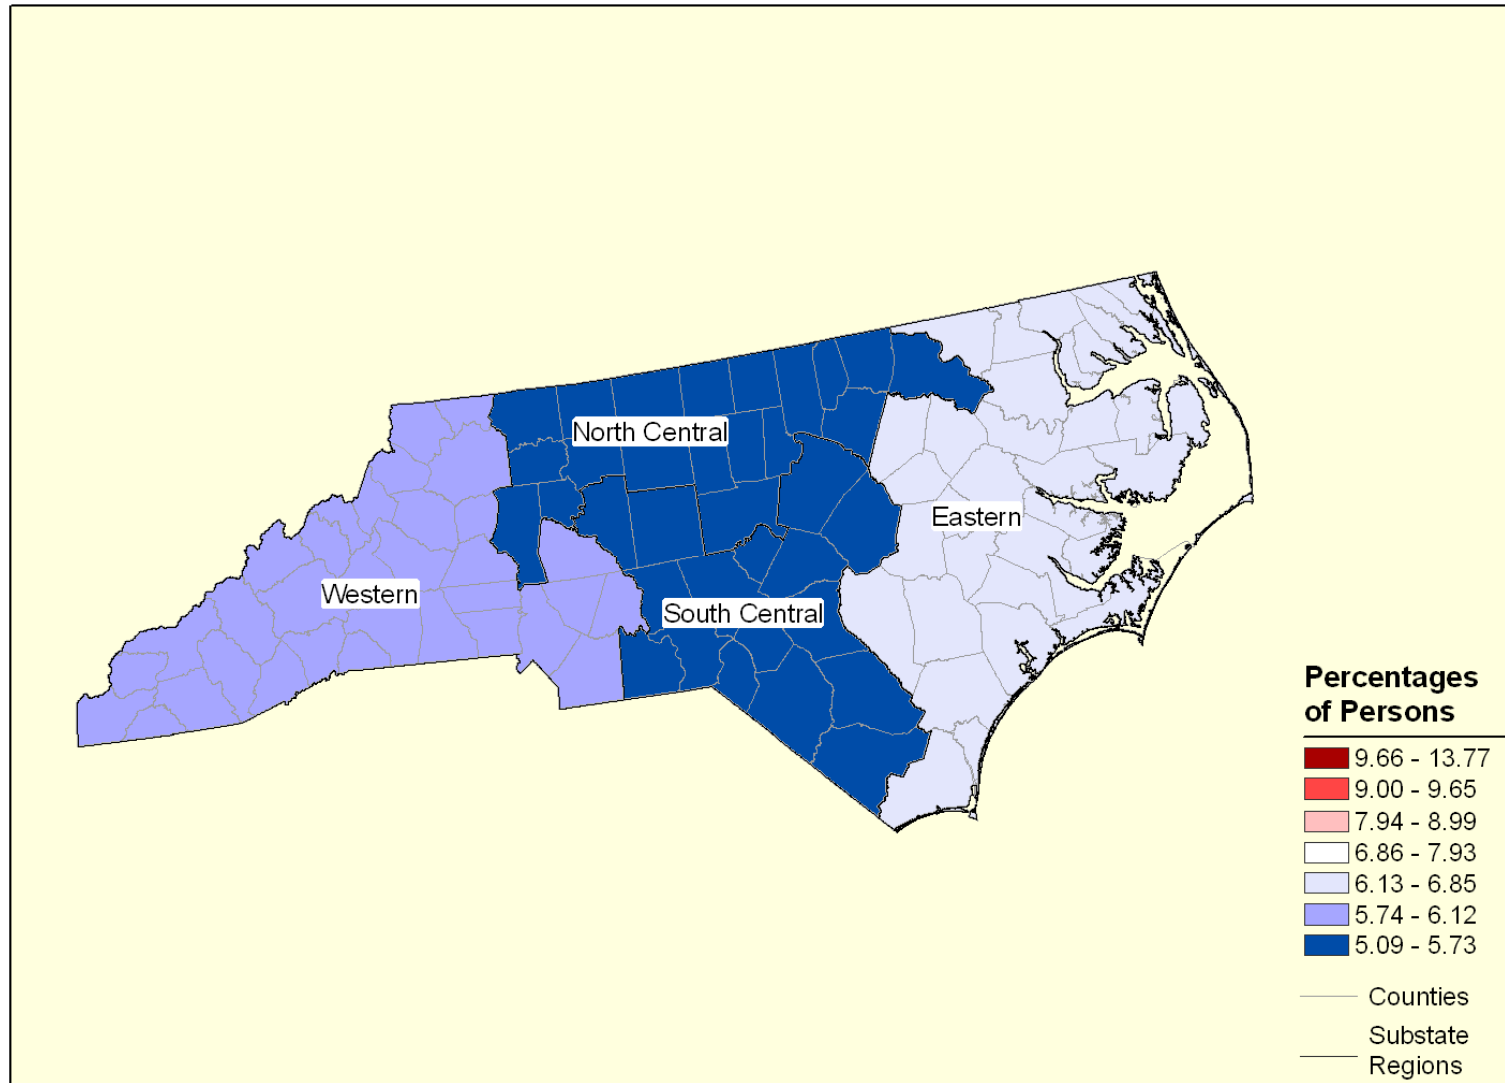 North Central
Eastern
Western
South Central
Percentages
of Persons
9.66 - 13.77
9.00 - 9.65
7.94 - 8.99
6.86 - 7.93
6.13 - 6.85
5.74 - 6.12
5.09 - 5.73
Counties
Substate
Regions